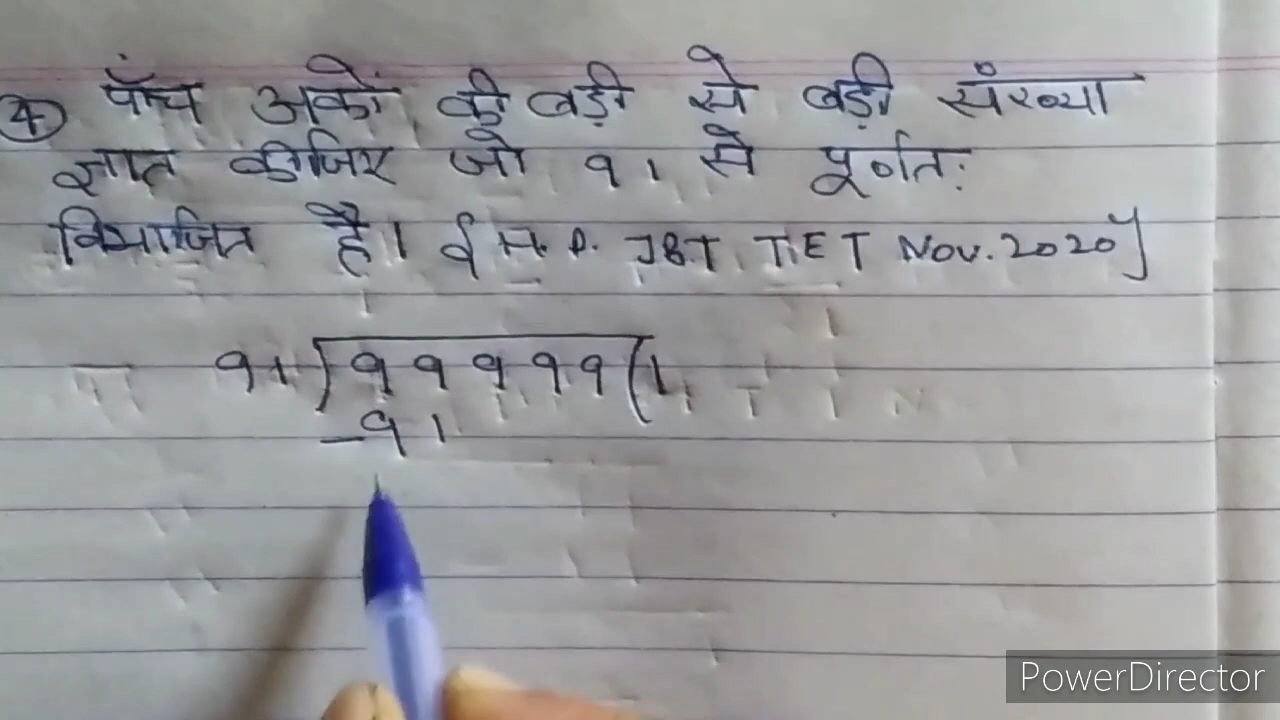 ④ पाँच अंकों की बड़ी से बड़ी संख्या
ज्ञात कीजिए जो 91 से पूर्णतः
विभाजित है। {H.P. JBT TET Nov. 2020}
91)99999(1
-91
PowerDirector